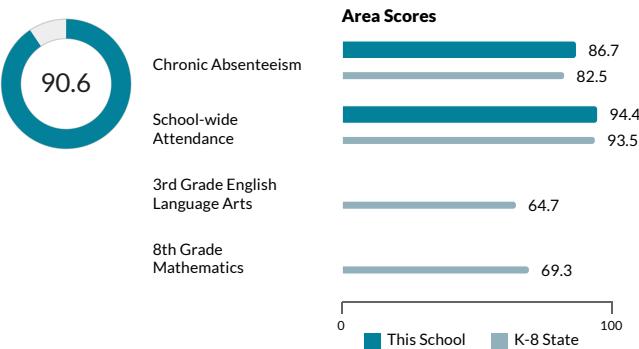 Area Scores
90.6
Chronic Absenteeism
86.7
82.5
School-wide
Attendance
94.4
93.5
3rd Grade English
Language Arts
64.7
8th Grade
Mathematics
69.3
0
100
This School
K-8 State